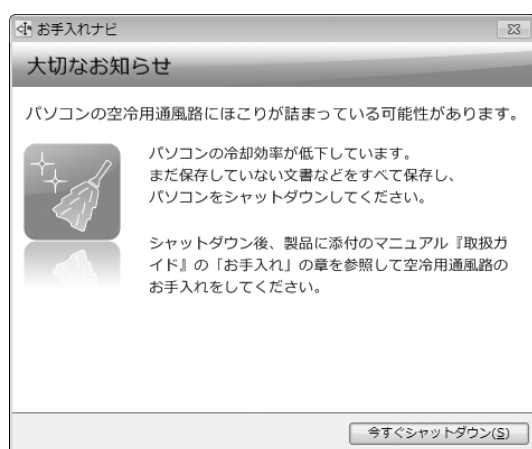 お手入れナビ
大切なお知らせ
パソコンの空冷用通風路にほこりが詰まっている可能性があります。
パソコンの冷却効率が低下しています。
まだ保存していない文書などをすべて保存し、
パソコンをシャットダウンしてください。
シャットダウン後、製品に添付のマニュアル『取扱ガ
イド』の「お手入れ」の章を参照して空冷用通風路の
お手入れをしてください。
今すぐシャットダウン(S)